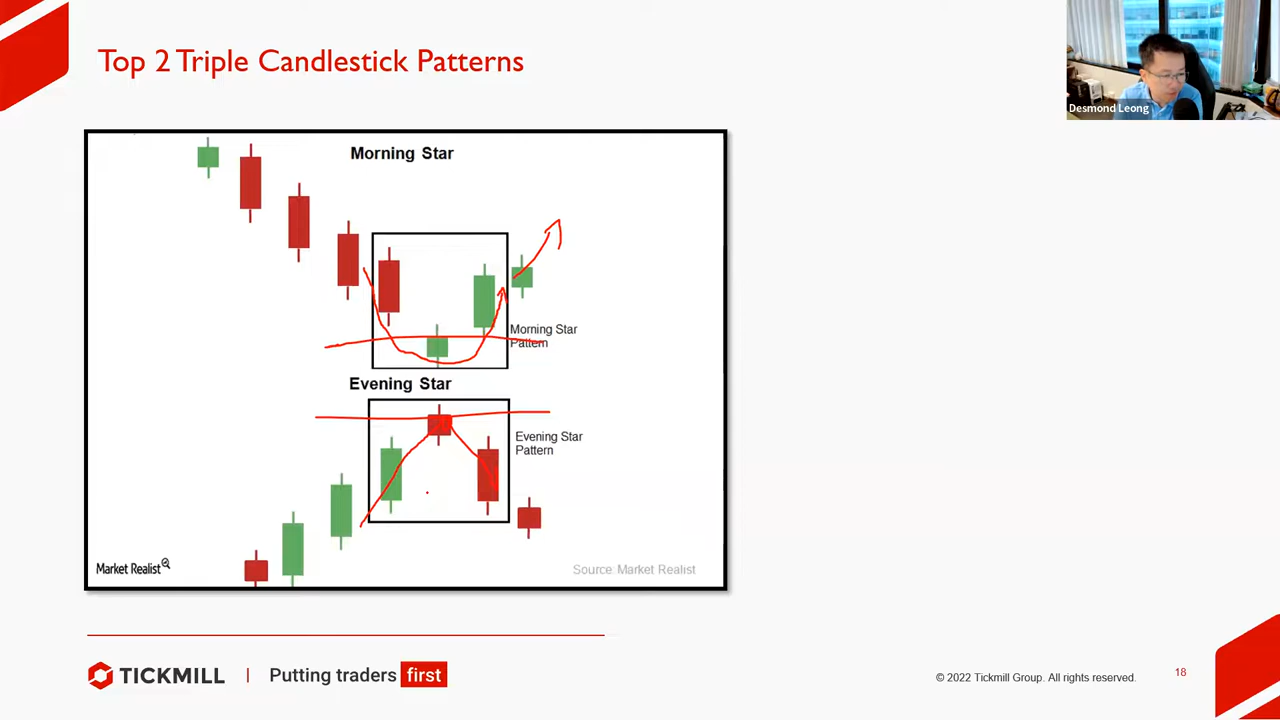 Top 2 Triple Candlestick Patterns
Desmond Leong
Morning Star
Morning Star
Pattern
Evening Star
Evening Star
Pattern
Market Realist
Source: Market Realist
TICKMILL | Putting traders first
© 2022 Tickmill Group. All rights reserved.
18